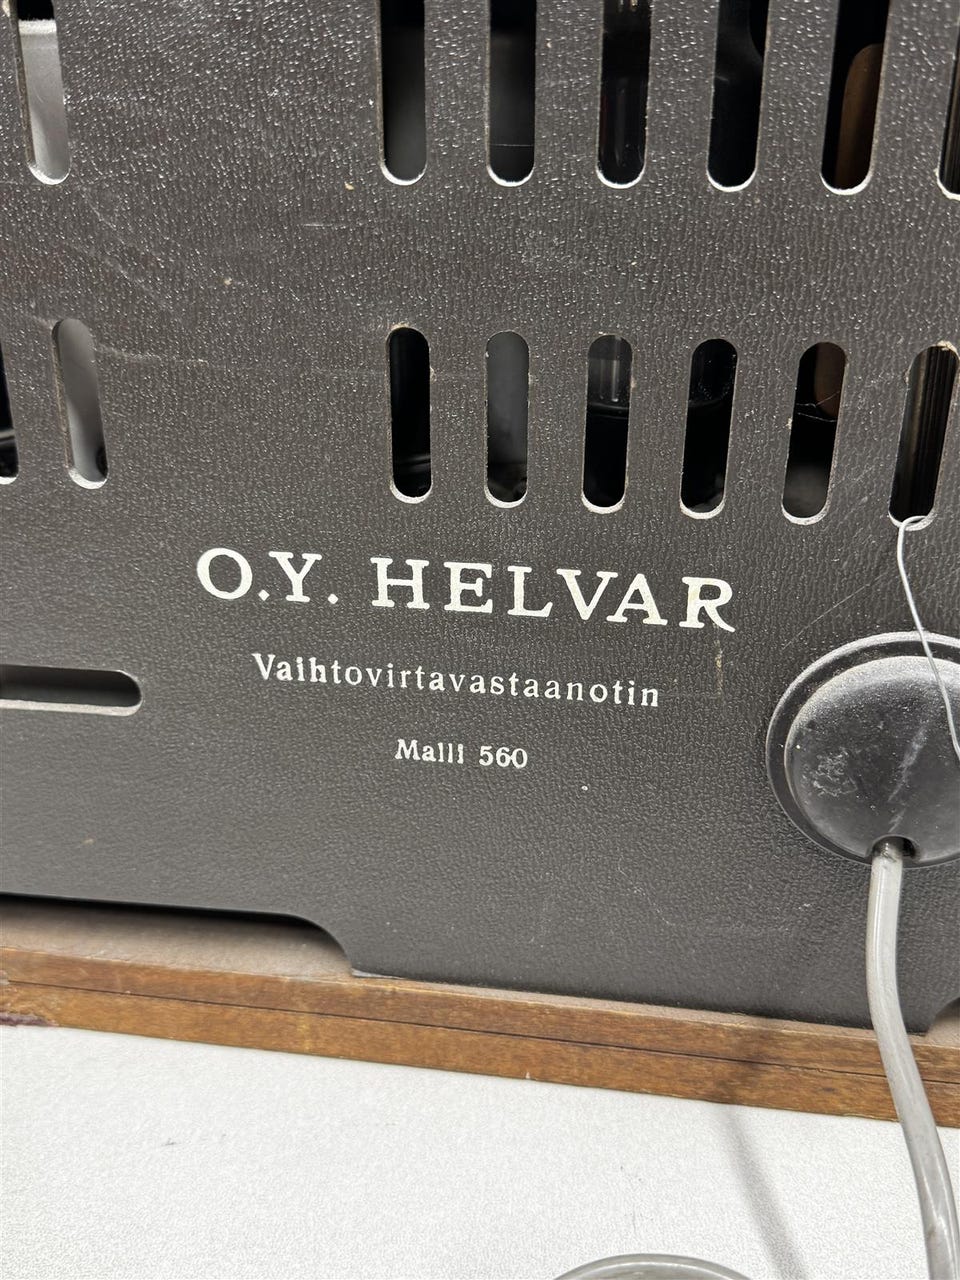 O.Y. HELVAR
Vaihtovirtavastaanotin
Malli 560